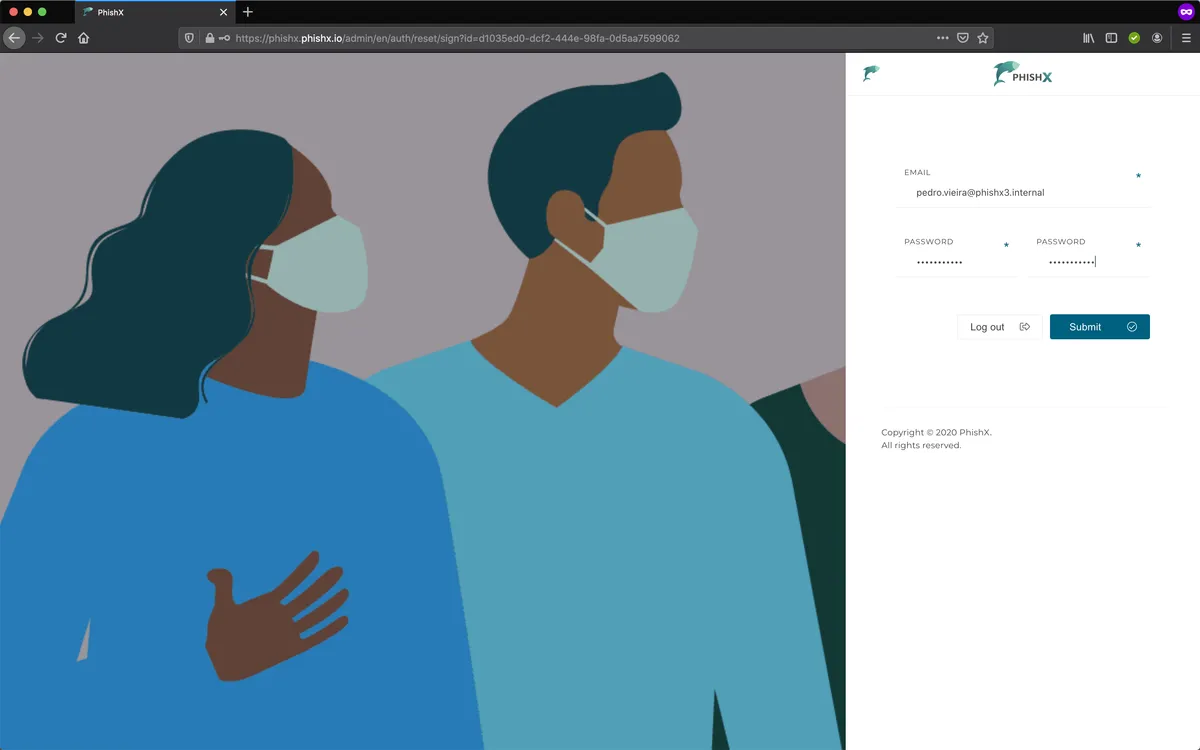 PhishX
https://phishx.phishx.io/admin/en/auth/reset/sign?id=d1035ed0-dcf2-444e-98fa-0d5aa7599062
PHISHX
EMAIL *
pedro.vieira@phishx3.internal
PASSWORD * PASSWORD *
••••••••••• •••••••••••
Log out Submit
Copyright © 2020 PhishX.
All rights reserved.